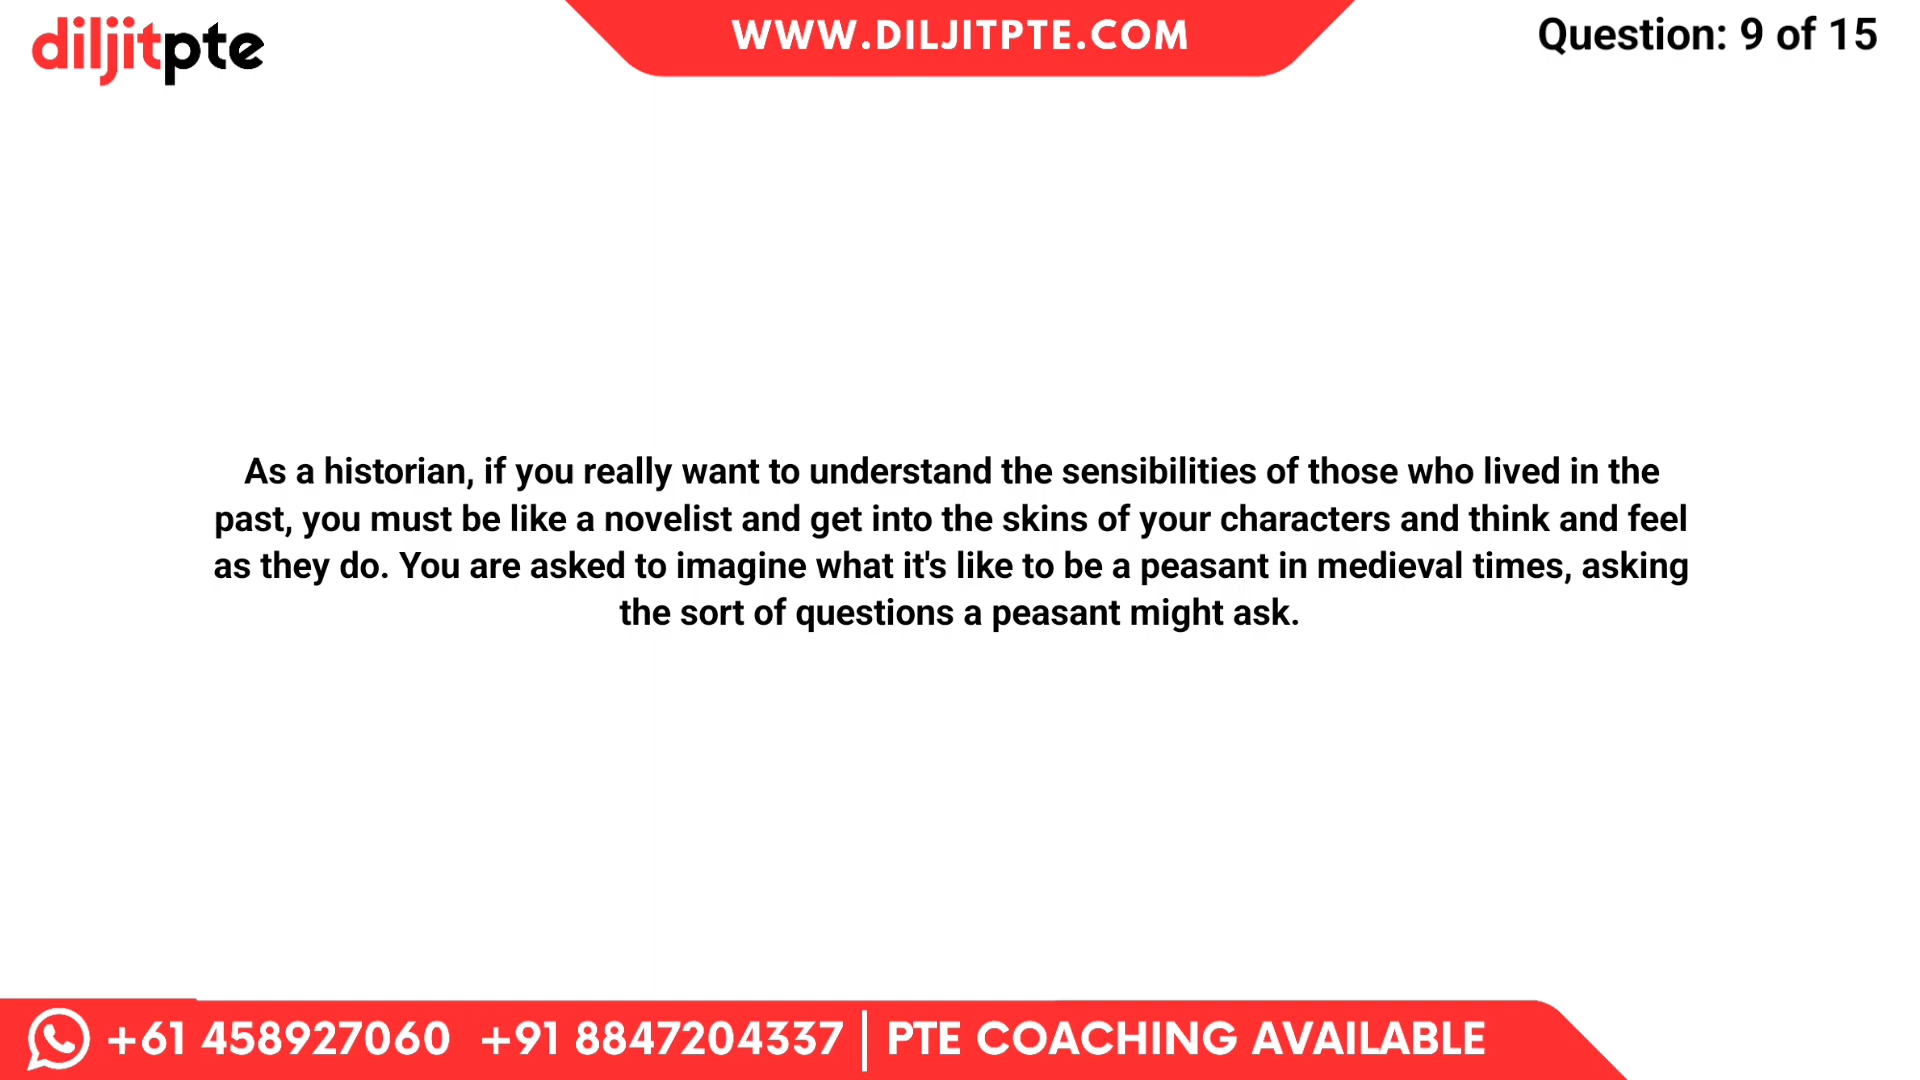 diljitpte
WWW.DILJITPTE.COM
Question: 9 of 15
As a historian, if you really want to understand the sensibilities of those who lived in the
past, you must be like a novelist and get into the skins of your characters and think and feel
as they do. You are asked to imagine what it's like to be a peasant in medieval times, asking
the sort of questions a peasant might ask.
+61 458927060 +91 8847204337 | PTE COACHING AVAILABLE